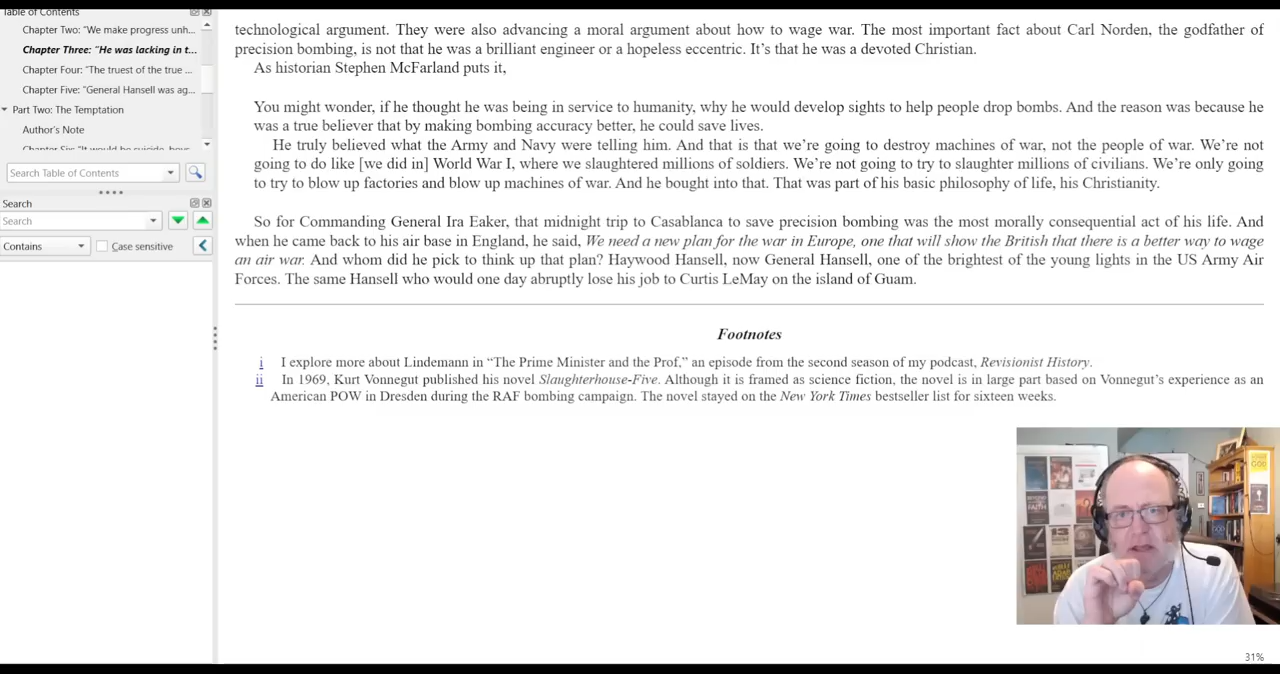 Table of Contents
Chapter Two: "We make progress unh...
Chapter Three: "He was lacking in t...
Chapter Four: "The truest of the true ...
Chapter Five: "General Hansell was ag...
Part Two: The Temptation
Author's Note
Search Table of Contents
Search
Search
Contains
Case sensitive
technological argument. They were also advancing a moral argument about how to wage war. The most important fact about Carl Norden, the godfather of
precision bombing, is not that he was a brilliant engineer or a hopeless eccentric. It's that he was a devoted Christian.
As historian Stephen McFarland puts it,
You might wonder, if he thought he was being in service to humanity, why he would develop sights to help people drop bombs. And the reason was because he
was a true believer that by making bombing accuracy better, he could save lives.
He truly believed what the Army and Navy were telling him. And that is that we're going to destroy machines of war, not the people of war. We're not
going to do like [we did in] World War I, where we slaughtered millions of soldiers. We're not going to try to slaughter millions of civilians. We're only going
to try to blow up factories and blow up machines of war. And he bought into that. That was part of his basic philosophy of life, his Christianity.
So for Commanding General Ira Eaker, that midnight trip to Casablanca to save precision bombing was the most morally consequential act of his life. And
when he came back to his air base in England, he said, We need a new plan for the war in Europe, one that will show the British that there is a better way to wage
an air war. And whom did he pick to think up that plan? Haywood Hansell, now General Hansell, one of the brightest of the young lights in the US Army Air
Forces. The same Hansell who would one day abruptly lose his job to Curtis LeMay on the island of Guam.
Footnotes
i I explore more about Lindemann in "The Prime Minister and the Prof," an episode from the second season of my podcast, Revisionist History.
ii In 1969, Kurt Vonnegut published his novel Slaughterhouse-Five. Although it is framed as science fiction, the novel is in large part based on Vonnegut's experience as an
American POW in Dresden during the RAF bombing campaign. The novel stayed on the New York Times bestseller list for sixteen weeks.
31%